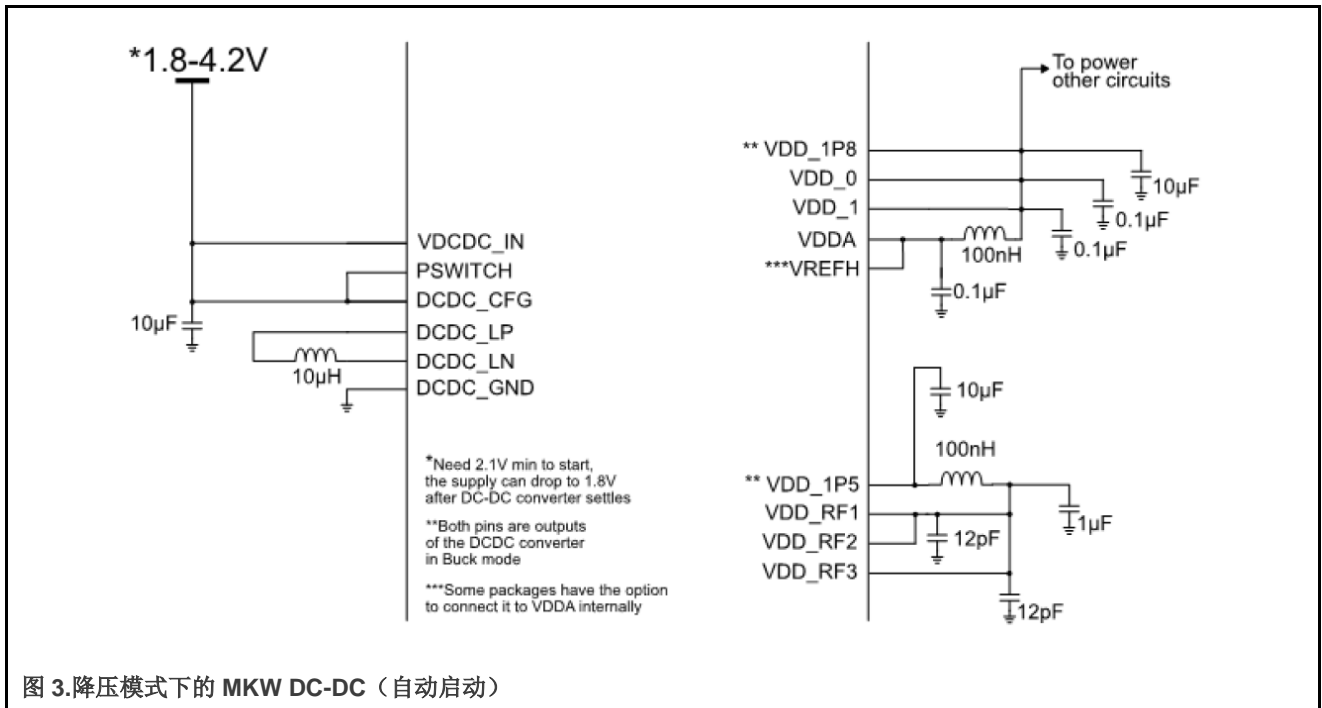 *1.8-4.2V
VDCDC_IN
PSWITCH
DCDC_CFG
10µF
DCDC_LP
DCDC_LN
10µH
DCDC_GND
*Need 2.1V min to start,
the supply can drop to 1.8V
after DC-DC converter settles
**Both pins are outputs
of the DCDC converter
in Buck mode
***Some packages have the option
to connect it to VDDA internally
To power
other circuits
** VDD_1P8
10µF
VDD_0
0.1µF
VDD_1
0.1µF
VDDA
100nH
***VREFH
0.1µF
10µF
100nH
** VDD_1P5
1µF
VDD_RF1
VDD_RF2
12pF
VDD_RF3
12pF
图 3.降压模式下的 MKW DC-DC（自动启动）